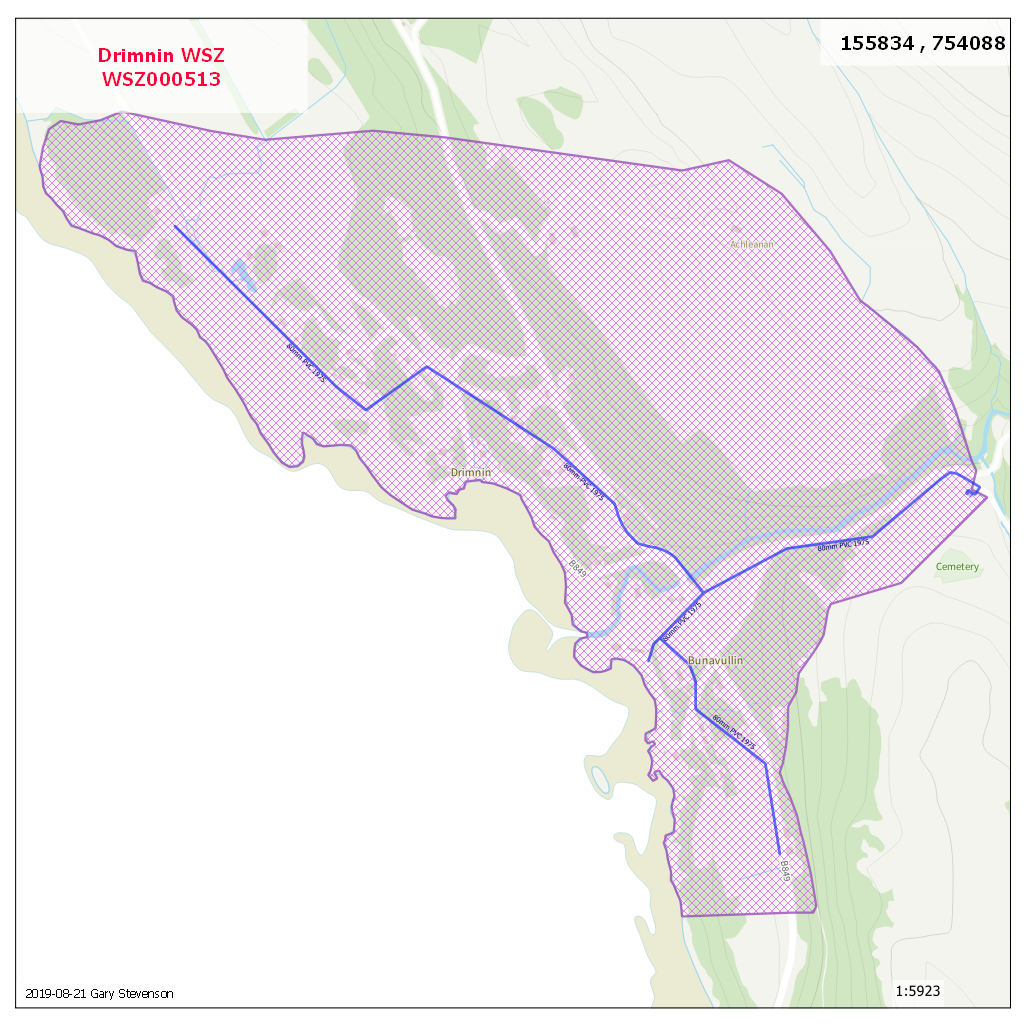 Drimnin WSZ
WSZ000513
155834 , 754088
Achleanan
80mm PVC 1975
Drimnin
80mm PVC 1975
80mm PVC 1975
B849
Cemetery
80mm PVC 1975
Bunavullin
80mm PVC 1975
B849
2019-08-21 Gary Stevenson
1:5923